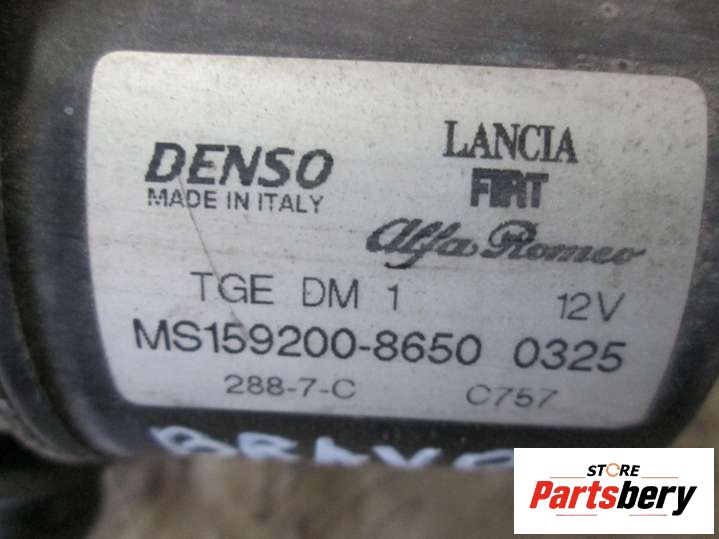 DENSO
MADE IN ITALY
LANCIA
FIAT
Alfa Romeo
TGE DM 1 12V
MS159200-8650 0325
288-7-C C757
BRAVO
STORE
Partsbery